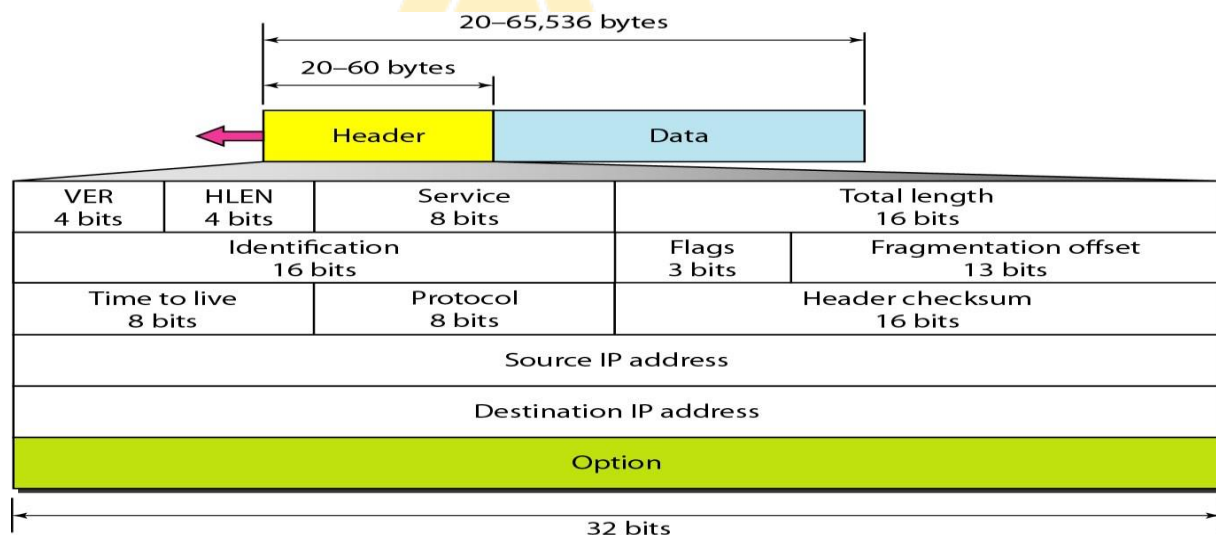 20–65,536 bytes
20–60 bytes
Header Data
VER HLEN Service Total length
4 bits 4 bits 8 bits 16 bits
Identification Flags Fragmentation offset
16 bits 3 bits 13 bits
Time to live Protocol Header checksum
8 bits 8 bits 16 bits
Source IP address
Destination IP address
Option
32 bits